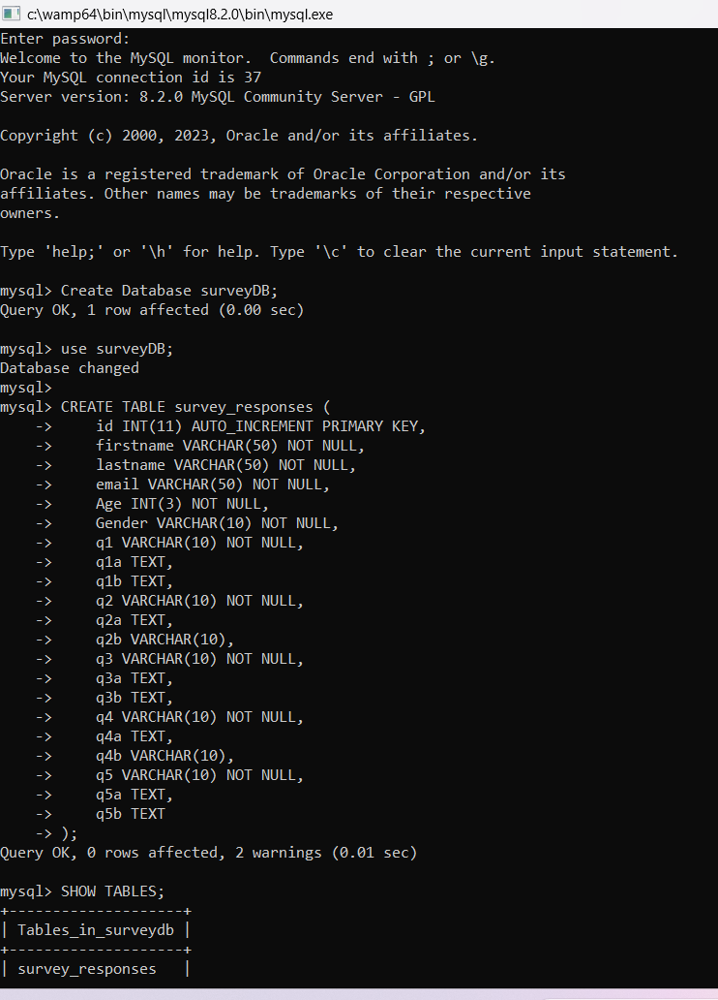 c:\wamp64\bin\mysql\mysql8.2.0\bin\mysql.exe
Enter password:
Welcome to the MySQL monitor.  Commands end with ; or \g.
Your MySQL connection id is 37
Server version: 8.2.0 MySQL Community Server - GPL

Copyright (c) 2000, 2023, Oracle and/or its affiliates.

Oracle is a registered trademark of Oracle Corporation and/or its
affiliates. Other names may be trademarks of their respective
owners.

Type 'help;' or '\h' for help. Type '\c' to clear the current input statement.

mysql> Create Database surveyDB;
Query OK, 1 row affected (0.00 sec)

mysql> use surveyDB;
Database changed
mysql>
mysql> CREATE TABLE survey_responses (
    ->     id INT(11) AUTO_INCREMENT PRIMARY KEY,
    ->     firstname VARCHAR(50) NOT NULL,
    ->     lastname VARCHAR(50) NOT NULL,
    ->     email VARCHAR(50) NOT NULL,
    ->     Age INT(3) NOT NULL,
    ->     Gender VARCHAR(10) NOT NULL,
    ->     q1 VARCHAR(10) NOT NULL,
    ->     q1a TEXT,
    ->     q1b TEXT,
    ->     q2 VARCHAR(10) NOT NULL,
    ->     q2a TEXT,
    ->     q2b VARCHAR(10),
    ->     q3 VARCHAR(10) NOT NULL,
    ->     q3a TEXT,
    ->     q3b TEXT,
    ->     q4 VARCHAR(10) NOT NULL,
    ->     q4a TEXT,
    ->     q4b VARCHAR(10),
    ->     q5 VARCHAR(10) NOT NULL,
    ->     q5a TEXT,
    ->     q5b TEXT
    -> );
Query OK, 0 rows affected, 2 warnings (0.01 sec)

mysql> SHOW TABLES;
+--------------------+
| Tables_in_surveydb |
+--------------------+
| survey_responses   |